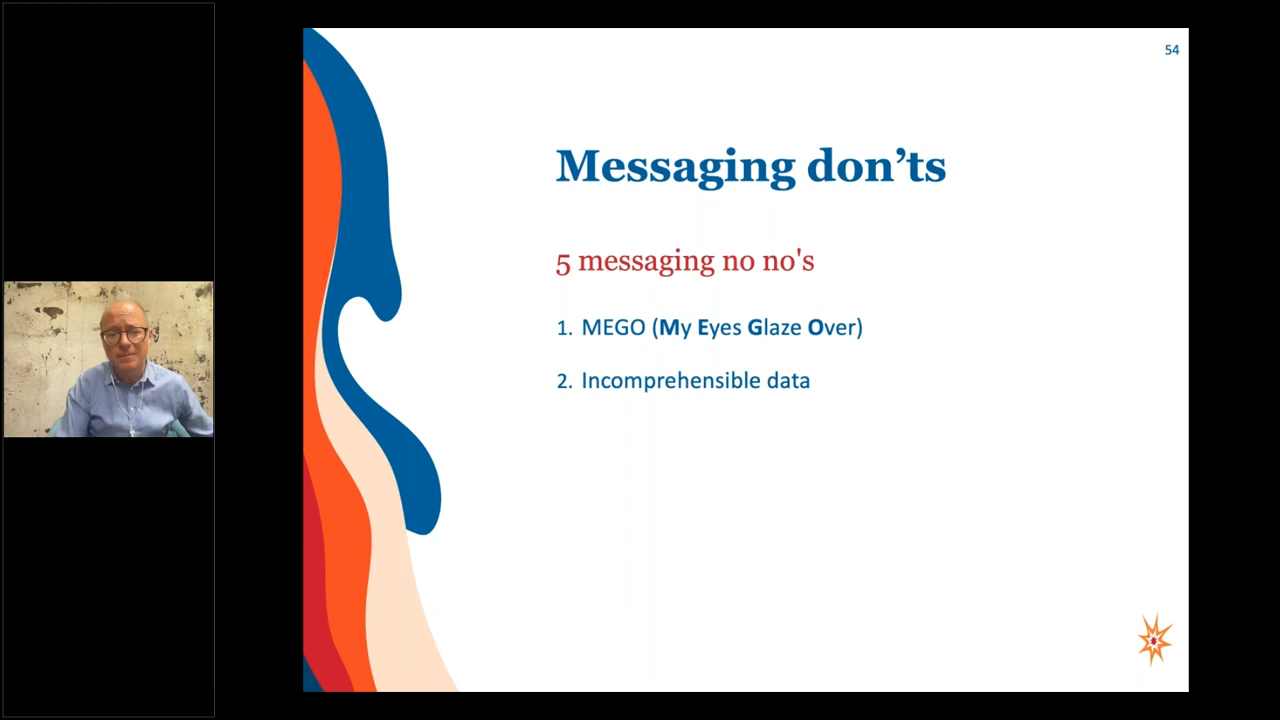 54
Messaging don’ts
5 messaging no no's
1. MEGO (My Eyes Glaze Over)
2. Incomprehensible data